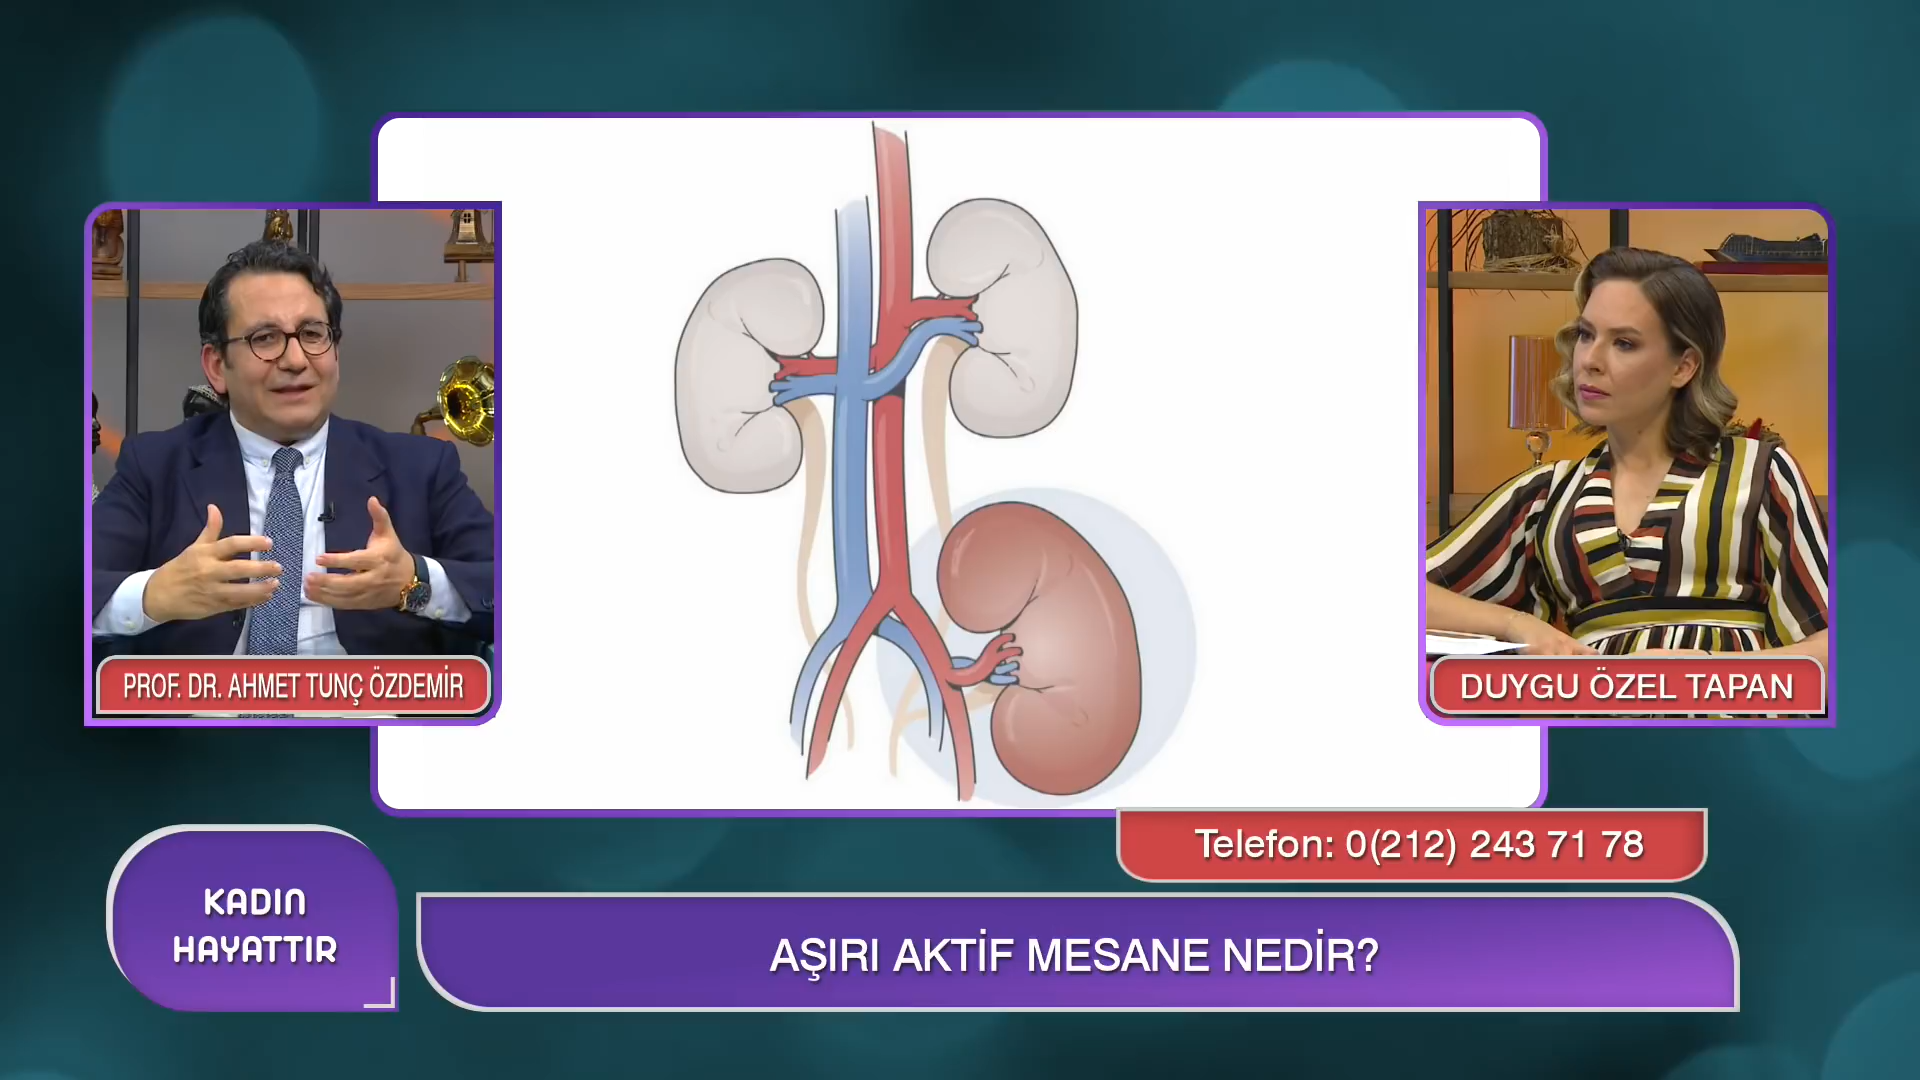 PROF. DR. AHMET TUNÇ ÖZDEMİR
DUYGU ÖZEL TAPAN
Telefon: 0(212) 243 71 78
KADIN
HAYATTIR
AŞIRI AKTİF MESANE NEDİR?